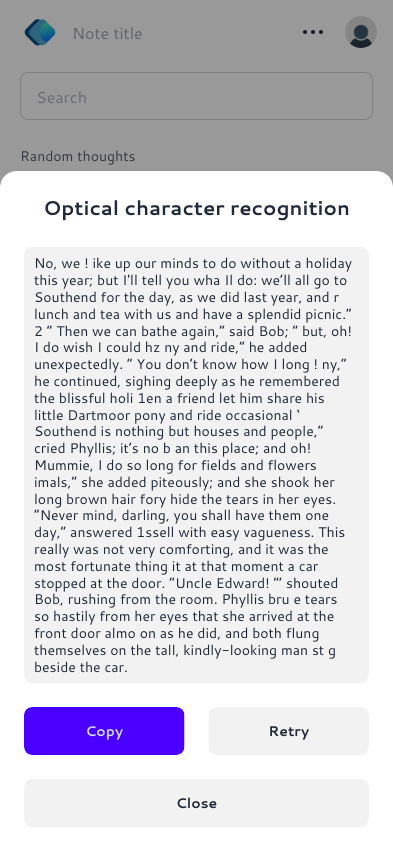 Note title
Search
Random thoughts
Optical character recognition
No, we ! ike up our minds to do without a holiday
this year; but I'll tell you wha Il do: we’ll all go to
Southend for the day, as we did last year, and r
lunch and tea with us and have a splendid picnic.”
2 “ Then we can bathe again,” said Bob; “ but, oh!
I do wish I could hz ny and ride,” he added
unexpectedly. “ You don’t know how I long ! ny,”
he continued, sighing deeply as he remembered
the blissful holi 1en a friend let him share his
little Dartmoor pony and ride occasional ‘
Southend is nothing but houses and people,”
cried Phyllis; it’s no b an this place; and oh!
Mummie, I do so long for fields and flowers
imals,” she added piteously; and she shook her
long brown hair fory hide the tears in her eyes.
“Never mind, darling, you shall have them one
day,” answered 1ssell with easy vagueness. This
really was not very comforting, and it was the
most fortunate thing it at that moment a car
stopped at the door. “Uncle Edward! “‘ shouted
Bob, rushing from the room. Phyllis bru e tears
so hastily from her eyes that she arrived at the
front door almo on as he did, and both flung
themselves on the tall, kindly-looking man st g
beside the car.
Copy Retry
Close